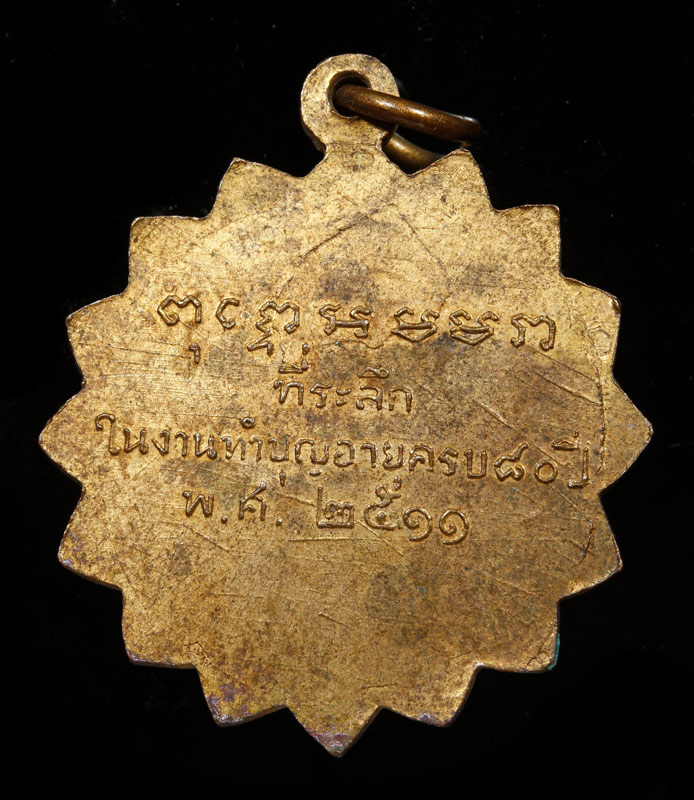 ที่ระลึก
ในงานทำบุญอายุครบ๘๐ปี
พ.ศ. ๒๕๑๑